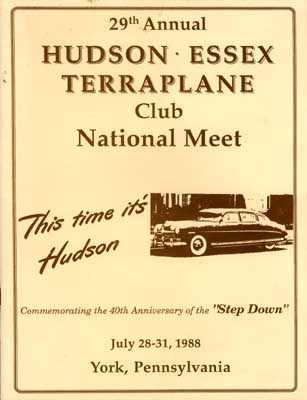 29th Annual
HUDSON · ESSEX
TERRAPLANE
Club
National Meet
This time it's
Hudson
Commemorating the 40th Anniversary of the "Step Down"
July 28-31, 1988
York, Pennsylvania